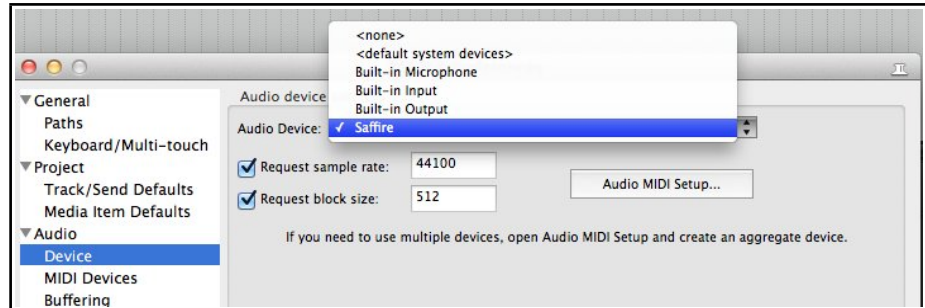 <none>
<default system devices>
Built-in Microphone
Built-in Input
Built-in Output
✓ Saffire
▼General
Paths
Keyboard/Multi-touch
▼Project
Track/Send Defaults
Media Item Defaults
▼Audio
Device
MIDI Devices
Buffering
Audio device
Audio Device:
Request sample rate: 44100
Request block size: 512
Audio MIDI Setup...
If you need to use multiple devices, open Audio MIDI Setup and create an aggregate device.